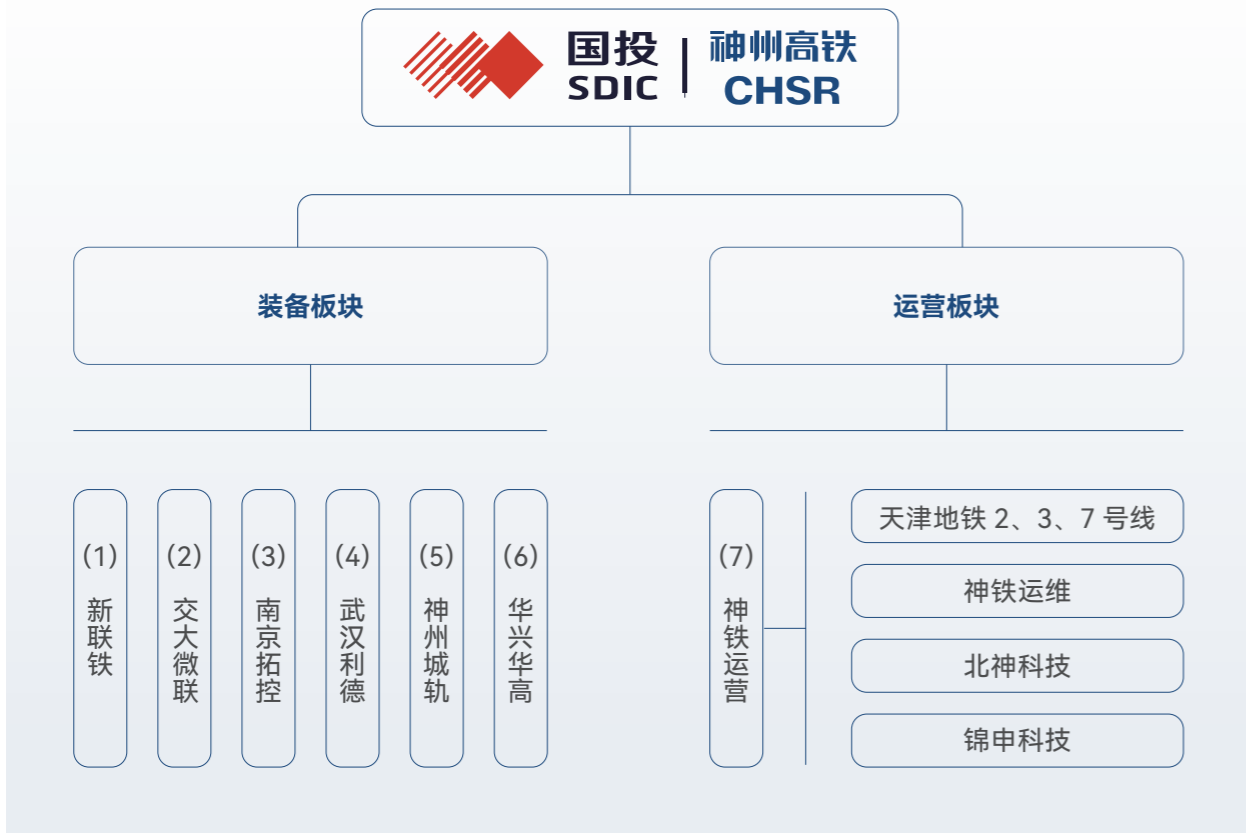 国投
SDIC
神州高铁
CHSR
装备板块
运营板块
(1)
新联铁
(2)
交大微联
(3)
南京拓控
(4)
武汉利德
(5)
神州城轨
(6)
华兴华高
(7)
神铁运营
天津地铁 2、3、7 号线
神铁运维
北神科技
锦申科技